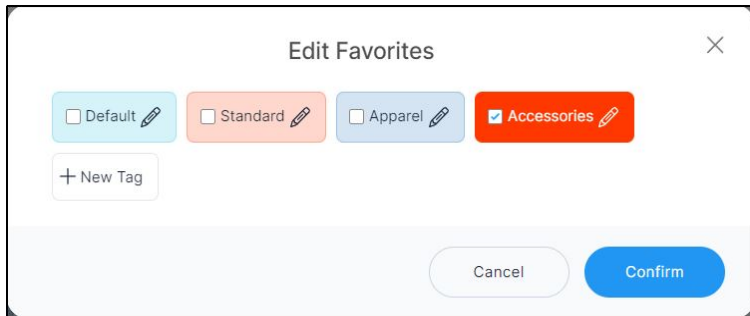 Edit Favorites
Default Standard Apparel Accessories
New Tag
Cancel Confirm